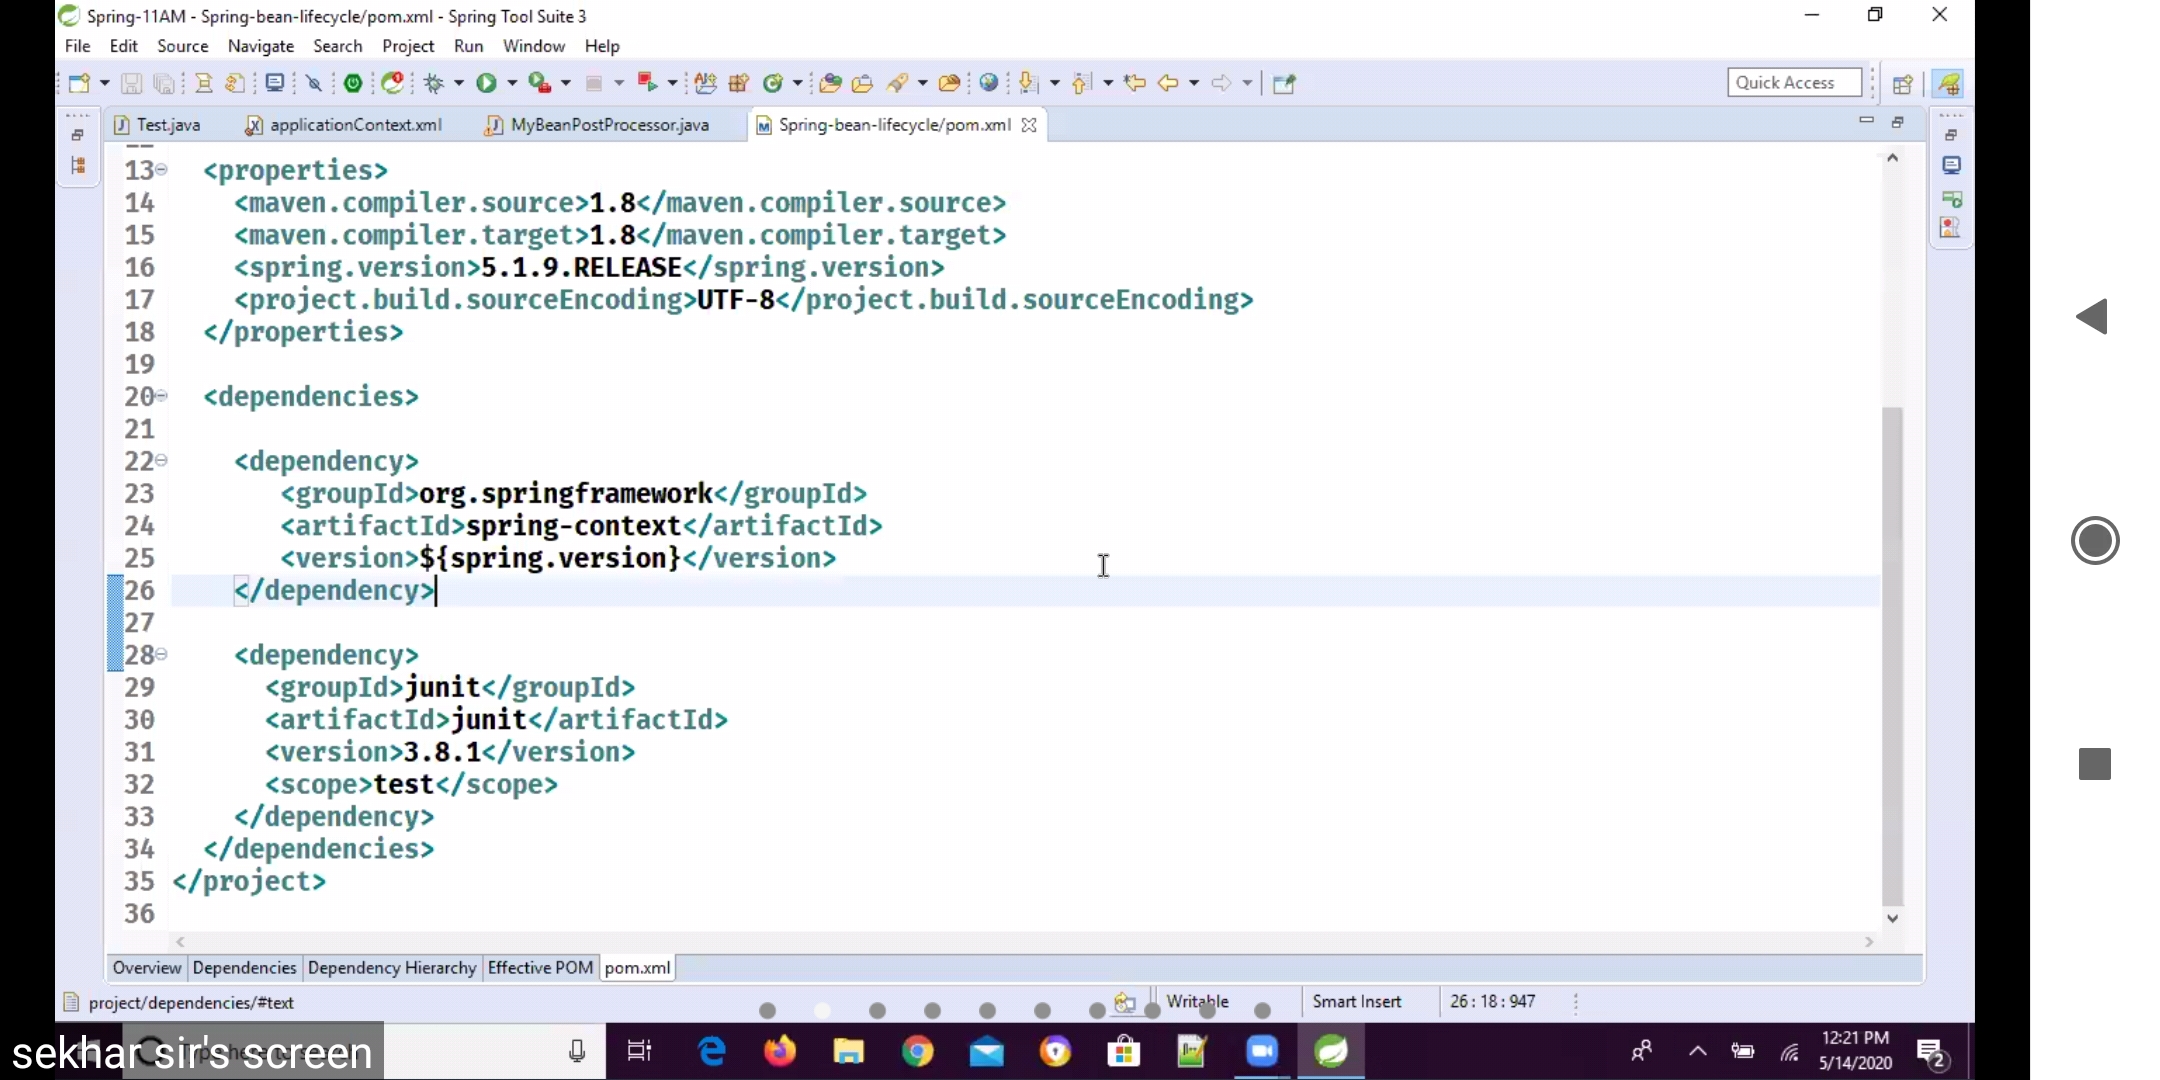 Spring-11AM - Spring-bean-lifecycle/pom.xml - Spring Tool Suite 3
File Edit Source Navigate Search Project Run Window Help
Quick Access
Test.java applicationContext.xml MyBeanPostProcessor.java Spring-bean-lifecycle/pom.xml
13 <properties>
14 <maven.compiler.source>1.8</maven.compiler.source>
15 <maven.compiler.target>1.8</maven.compiler.target>
16 <spring.version>5.1.9.RELEASE</spring.version>
17 <project.build.sourceEncoding>UTF-8</project.build.sourceEncoding>
18 </properties>
19
20 <dependencies>
21
22 <dependency>
23 <groupId>org.springframework</groupId>
24 <artifactId>spring-context</artifactId>
25 <version>${spring.version}</version>
26 </dependency>
27
28 <dependency>
29 <groupId>junit</groupId>
30 <artifactId>junit</artifactId>
31 <version>3.8.1</version>
32 <scope>test</scope>
33 </dependency>
34 </dependencies>
35 </project>
36
Overview Dependencies Dependency Hierarchy Effective POM pom.xml
project/dependencies/#text Writable Smart Insert 26 : 18 : 947
sekhar sir's screen
12:21 PM
5/14/2020
2